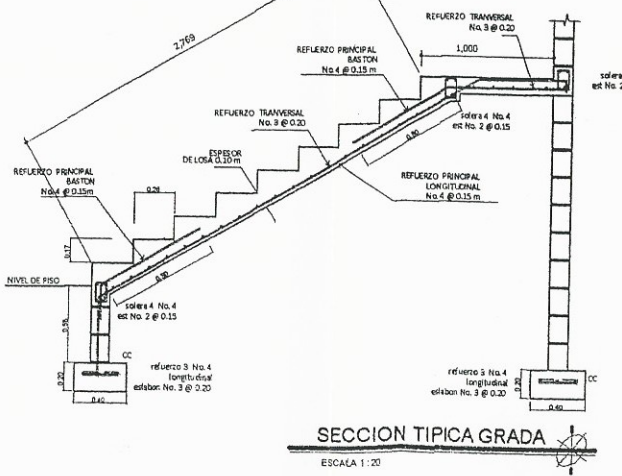 REFUERZO TRANVERSAL
No. 3 @ 0.20
2,769
REFUERZO PRINCIPAL
BASTON
No. 4 @ 0.15 m
1,000
solera
est No. 2
REFUERZO TRANVERSAL
No. 3 @ 0.20
solera 4 No. 4
est No. 2 @ 0.15
ESPESOR
DE LOSA 0.10 m
REFUERZO PRINCIPAL
BASTON
No. 4 @ 0.15m
REFUERZO PRINCIPAL
LONGITUDINAL
No. 4 @ 0.15 m
0.17
NIVEL DE PISO
solera 4 No. 4
est No. 2 @ 0.15
CC
refuerzo 3 No. 4
longitudinal
eslabon No. 3 @ 0.20
0.20
0.40
refuerzo 3 No. 4
longitudinal
eslabon No. 3 @ 0.20
CC
0.20
0.40
SECCION TIPICA GRADA
ESCALA 1:20